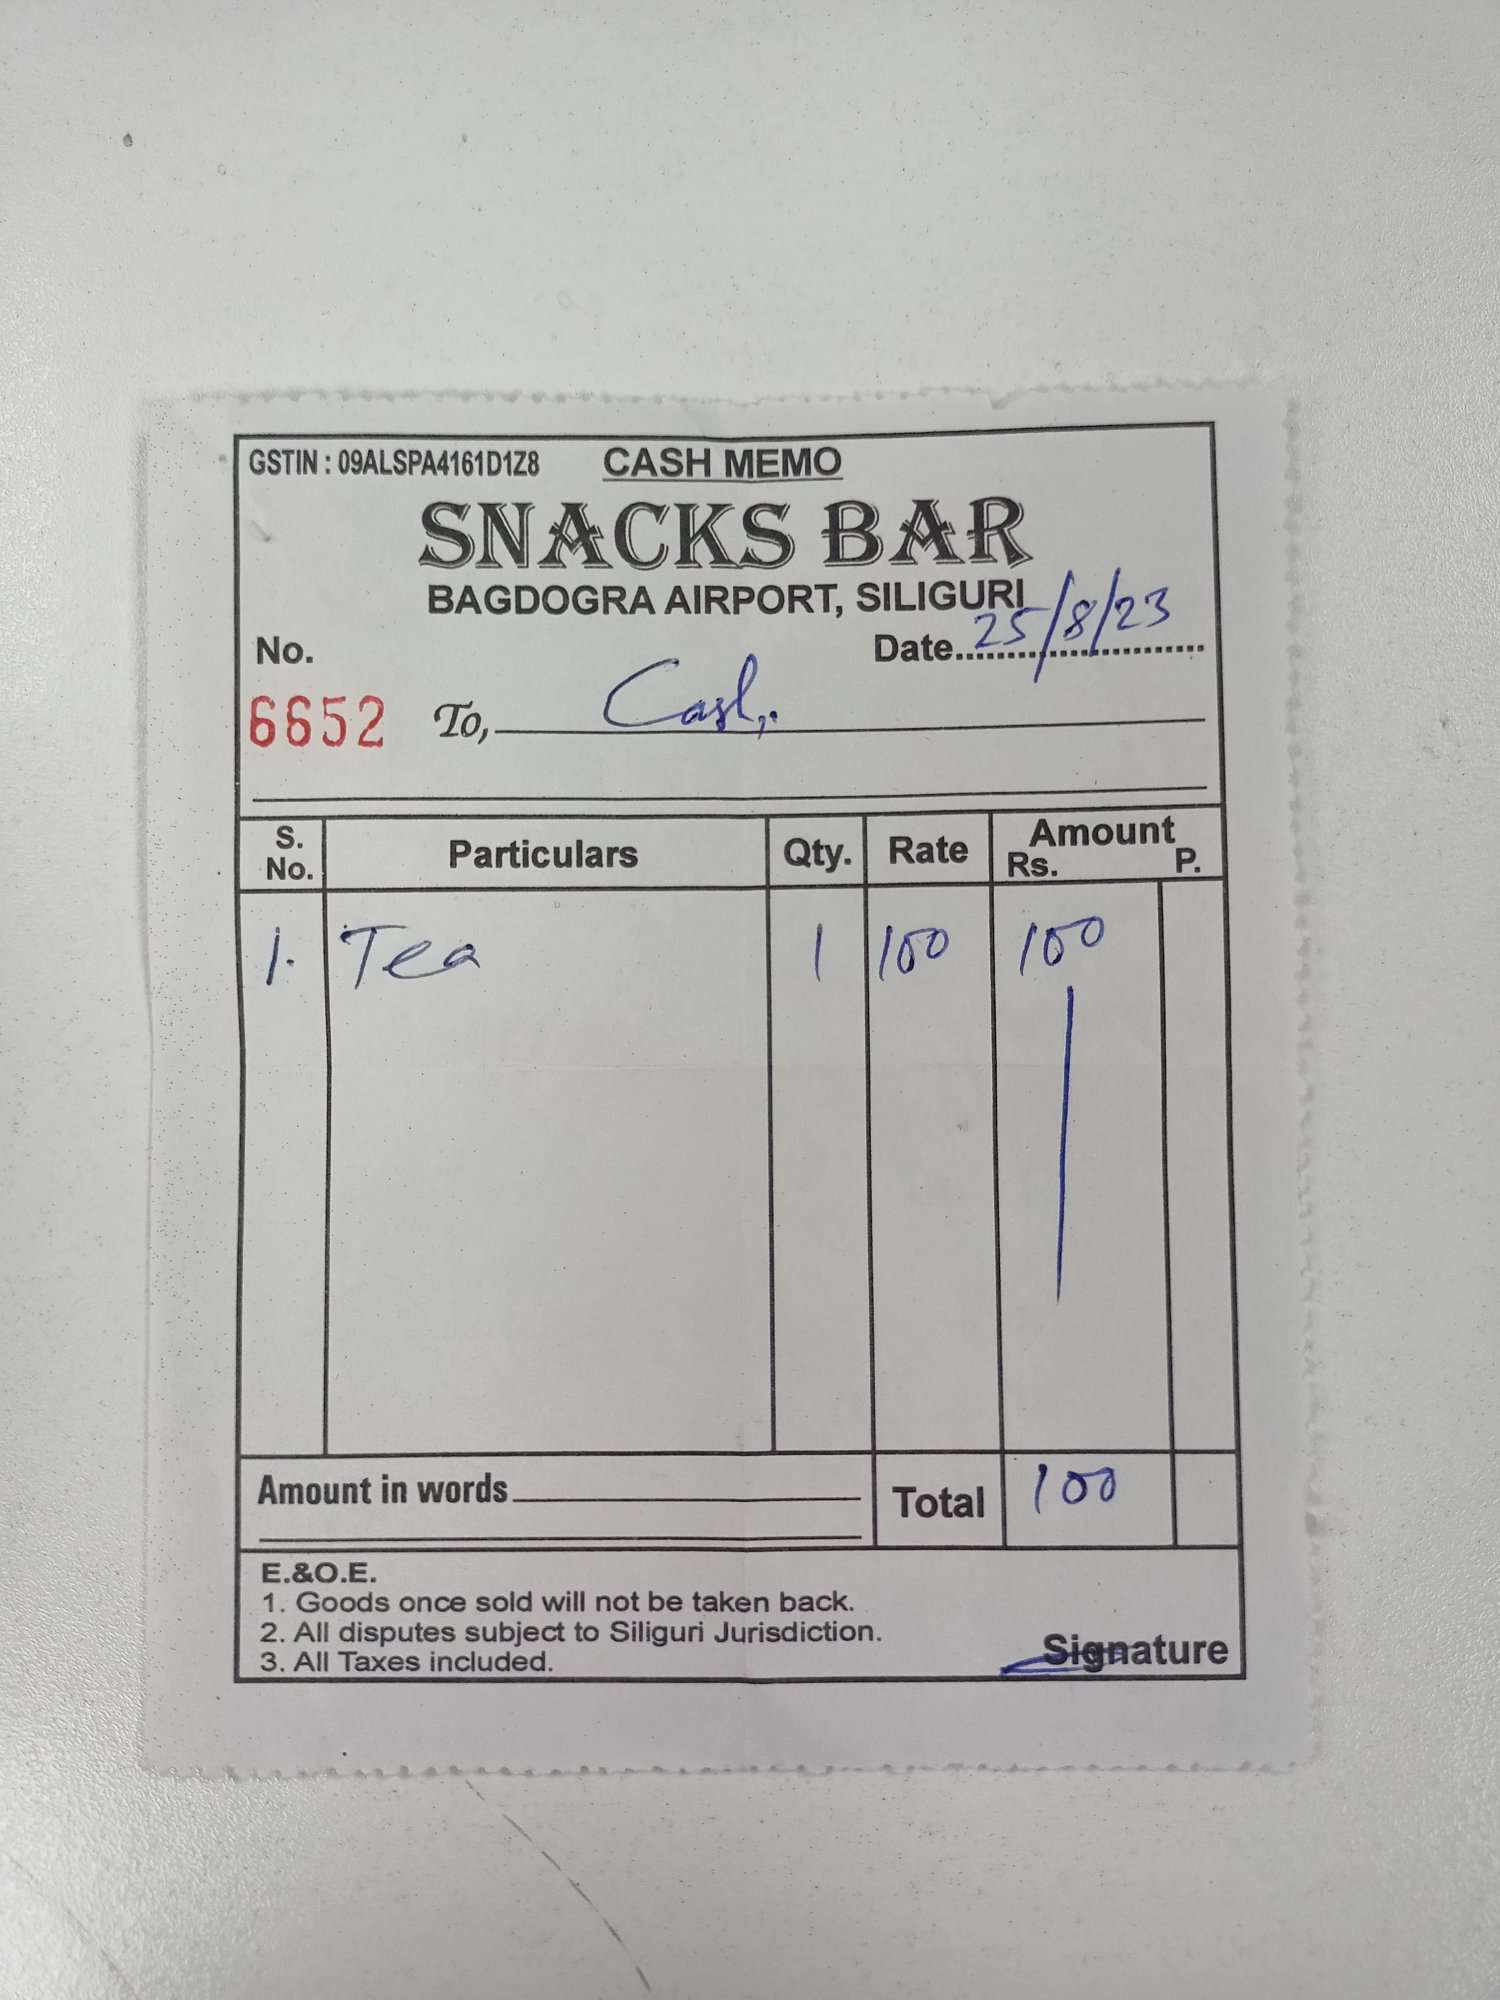 GSTIN : 09ALSPA4161D1Z8 CASH MEMO
SNACKS BAR
BAGDOGRA AIRPORT, SILIGURI
No. Date 25/8/23
6652 To, Cash,.
S. No. Particulars Qty. Rate Amount Rs. P.
1. Tea 1 100 100
Amount in words Total 100
E.&O.E.
1. Goods once sold will not be taken back.
2. All disputes subject to Siliguri Jurisdiction.
3. All Taxes included. Signature